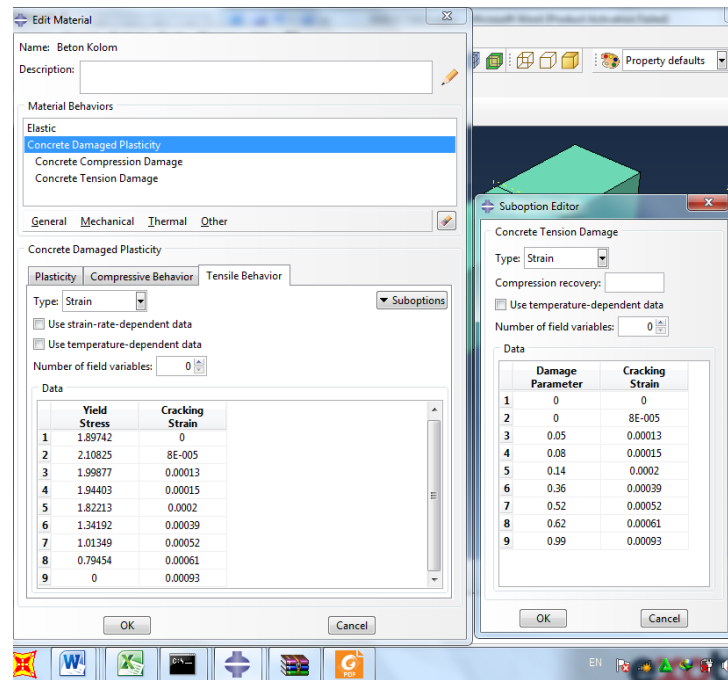 Edit Material
Microsoft Word (Product Activation Failed)
Name: Beton Kolom
Description:
Property defaults
Material Behaviors
Elastic
Concrete Damaged Plasticity
Concrete Compression Damage
Concrete Tension Damage
General Mechanical Thermal Other
Concrete Damaged Plasticity
Plasticity Compressive Behavior Tensile Behavior
Type: Strain
Suboptions
Use strain-rate-dependent data
Use temperature-dependent data
Number of field variables: 0
Data
Yield Stress Cracking Strain
1 1.89742 0
2 2.10825 8E-005
3 1.99877 0.00013
4 1.94403 0.00015
5 1.82213 0.0002
6 1.34192 0.00039
7 1.01349 0.00052
8 0.79454 0.00061
9 0 0.00093
OK Cancel
Suboption Editor
Concrete Tension Damage
Type: Strain
Compression recovery:
Use temperature-dependent data
Number of field variables: 0
Data
Damage Parameter Cracking Strain
1 0 0
2 0 8E-005
3 0.05 0.00013
4 0.08 0.00015
5 0.14 0.0002
6 0.36 0.00039
7 0.52 0.00052
8 0.62 0.00061
9 0.99 0.00093
OK Cancel
W
C:\_
G
PDF
EN